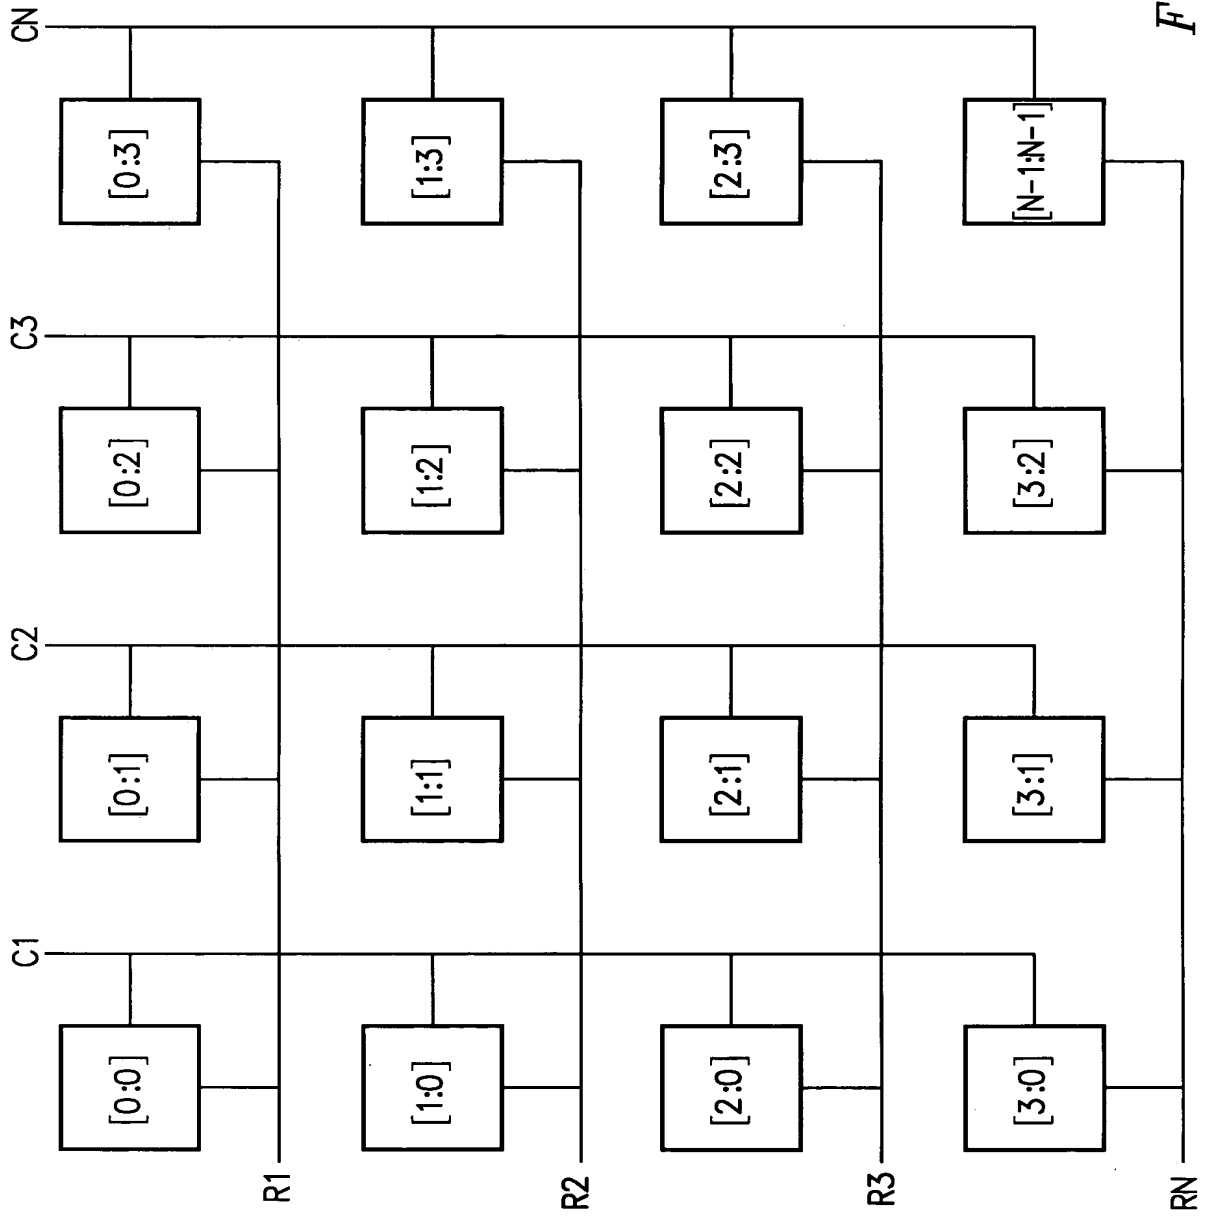 C1
C2
C3
CN
[0:0]
[0:1]
[0:2]
[0:3]
R1
[1:0]
[1:1]
[1:2]
[1:3]
R2
[2:0]
[2:1]
[2:2]
[2:3]
R3
[3:0]
[3:1]
[3:2]
[N-1:N-1]
RN
F